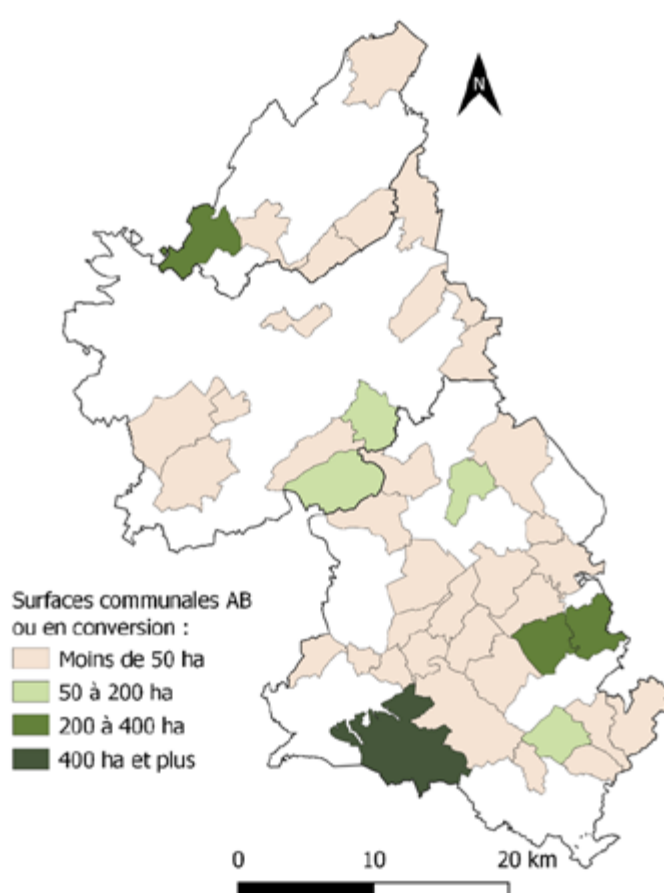 N
Surfaces communales AB
ou en conversion :
Moins de 50 ha
50 à 200 ha
200 à 400 ha
400 ha et plus
0 10 20 km